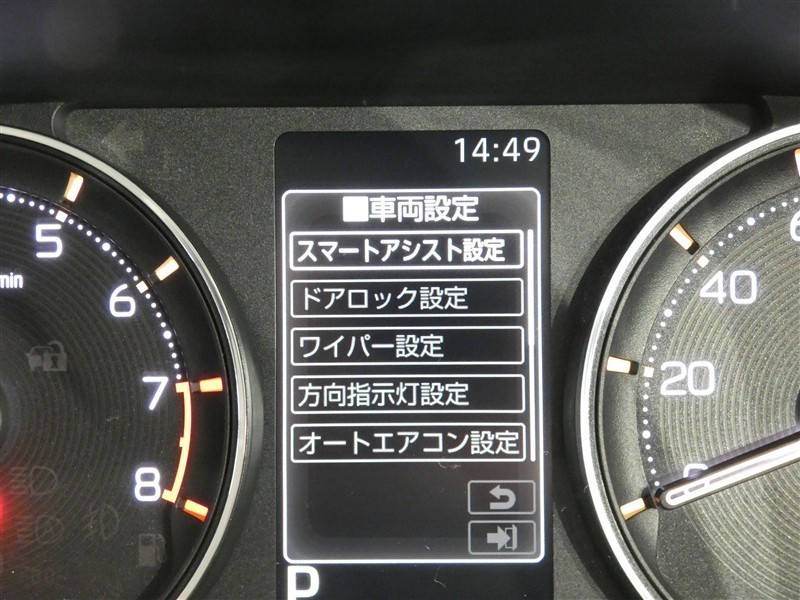 14:49
車両設定
スマートアシスト設定
ドアロック設定
ワイパー設定
方向指示灯設定
オートエアコン設定
P
5
6
7
8
min
40
20
0